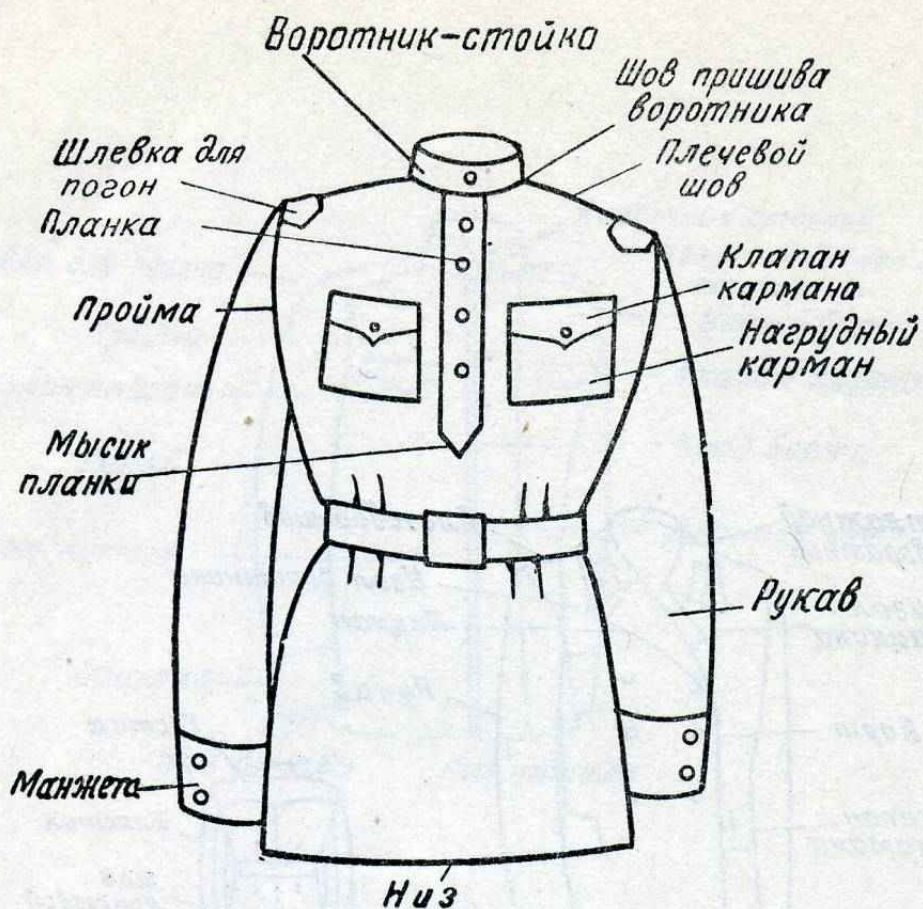 Воротник-стойка
Шов пришива
воротника
Шлевка для
погон
Плечевой
шов
Планка
Клапан
кармана
Пройма
Нагрудный
карман
Мысик
планки
Рукав
Манжета
Низ